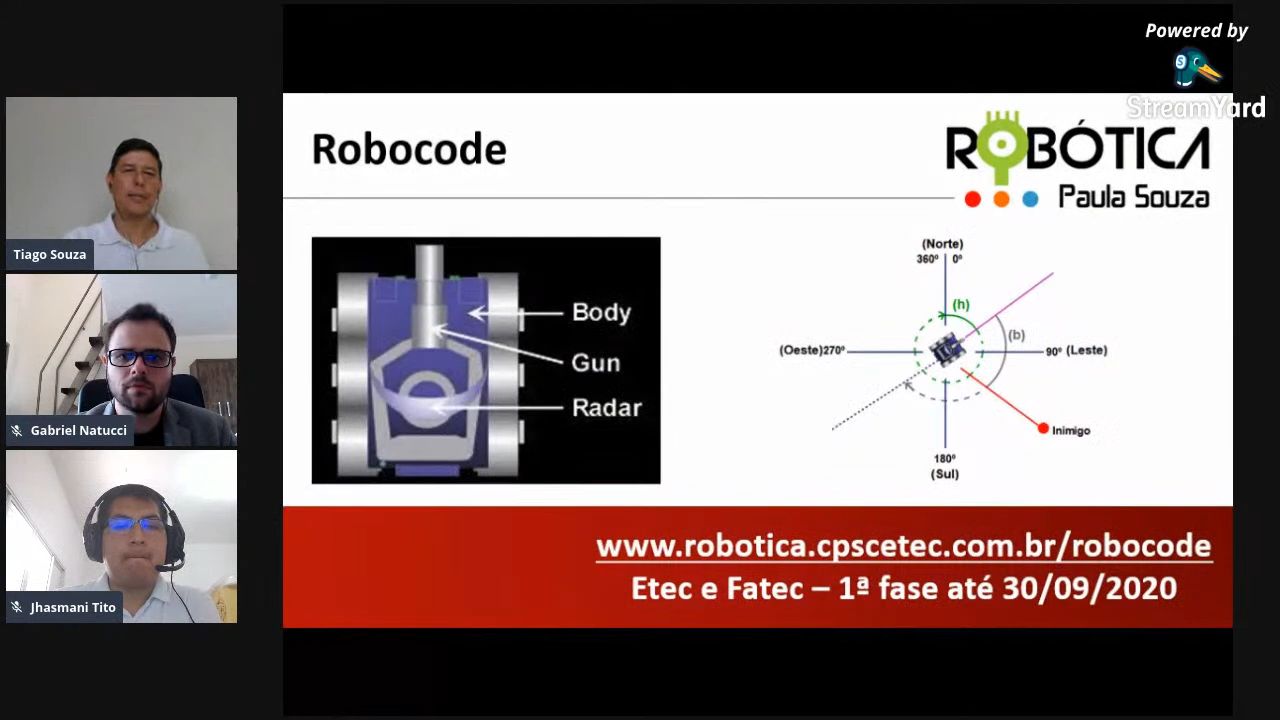 Powered by
StreamYard
Tiago Souza
Gabriel Natucci
Jhasmani Tito
Robocode
RОBÓTICA
Paula Souza
Body
Gun
Radar
(Norte)
360º 0º
(h)
(b)
(Oeste)270º
90º (Leste)
Inimigo
180º
(Sul)
www.robotica.cpscetec.com.br/robocode
Etec e Fatec – 1ª fase até 30/09/2020